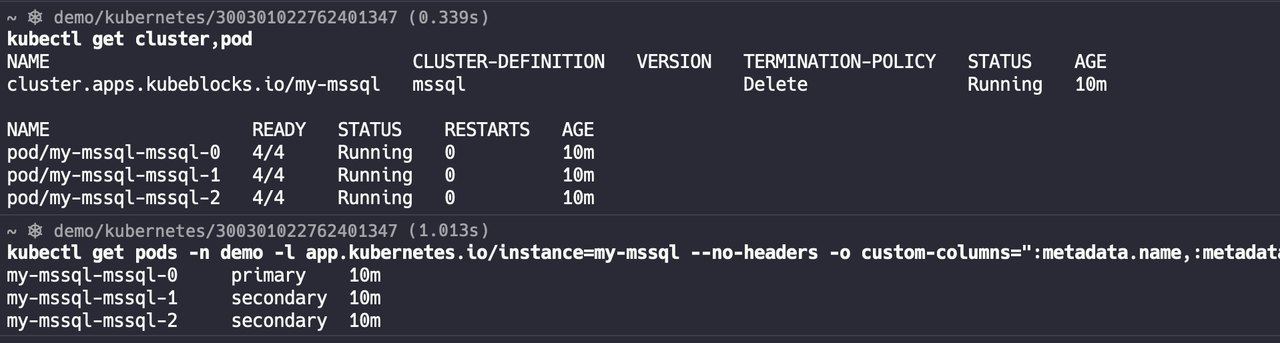 ~ ⎈ demo/kubernetes/300301022762401347 (0.339s)
kubectl get cluster,pod
NAME                                CLUSTER-DEFINITION   VERSION   TERMINATION-POLICY   STATUS    AGE
cluster.apps.kubeblocks.io/my-mssql   mssql                          Delete               Running   10m
NAME                   READY   STATUS    RESTARTS   AGE
pod/my-mssql-mssql-0   4/4     Running   0          10m
pod/my-mssql-mssql-1   4/4     Running   0          10m
pod/my-mssql-mssql-2   4/4     Running   0          10m
~ ⎈ demo/kubernetes/300301022762401347 (1.013s)
kubectl get pods -n demo -l app.kubernetes.io/instance=my-mssql --no-headers -o custom-columns=":metadata.name,:metadata
my-mssql-mssql-0     primary    10m
my-mssql-mssql-1     secondary  10m
my-mssql-mssql-2     secondary  10m